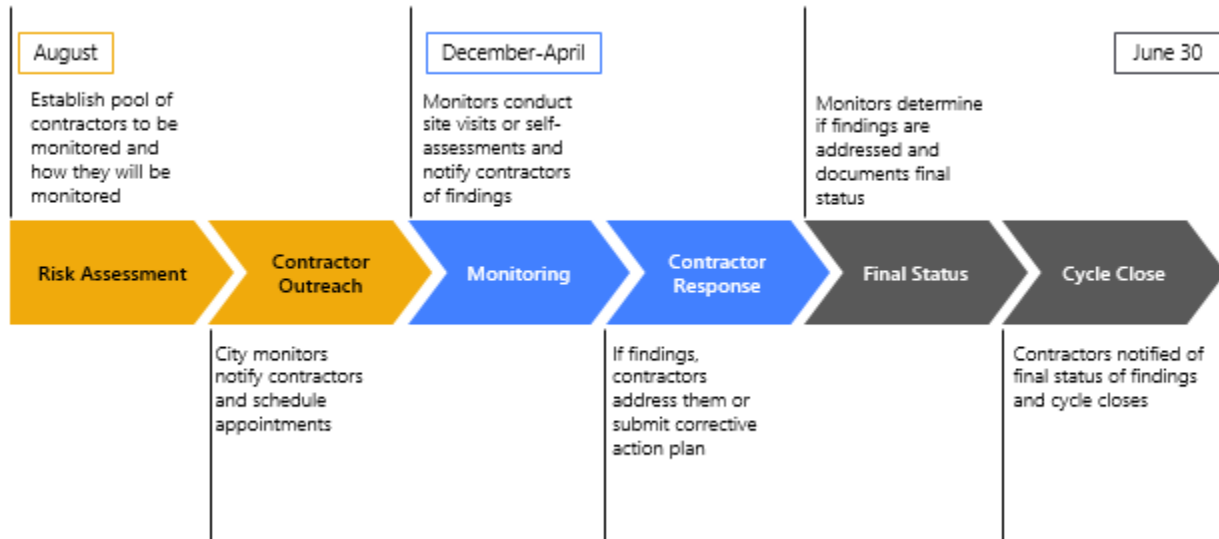 August
December-April
June 30
Establish pool of
contractors to be
monitored and
how they will be
monitored
Monitors conduct
site visits or self-
assessments and
notify contractors
of findings
Monitors determine
if findings are
addressed and
documents final
status
Risk Assessment
Contractor
Outreach
Monitoring
Contractor
Response
Final Status
Cycle Close
City monitors
notify contractors
and schedule
appointments
If findings,
contractors
address them or
submit corrective
action plan
Contractors notified of
final status of findings
and cycle closes